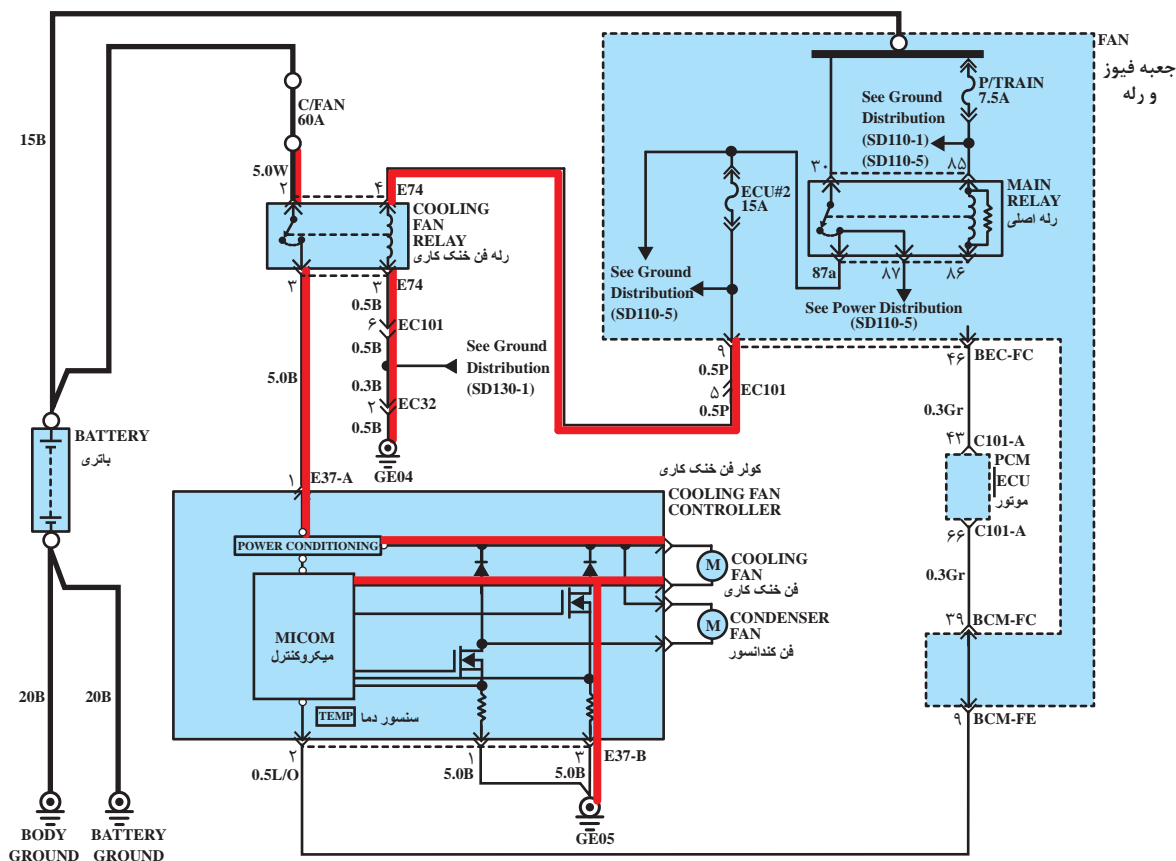 FAN
جعبه فیوز
و رله
P/TRAIN
7.5A
See Ground
Distribution
(SD110-1)
(SD110-5)
۳۰
۸۵
MAIN
RELAY
رله اصلی
87a
۸۷
۸۶
See Power Distribution
(SD110-5)
ECU#2
15A
See Ground
Distribution
(SD110-5)
۹
0.5P
۵
EC101
0.5P
۴۶
BEC-FC
0.3Gr
۴۳
C101-A
PCM
ECU
موتور
۶۶
C101-A
0.3Gr
۳۹
BCM-FC
۹
BCM-FE
15B
C/FAN
60A
5.0W
۲
۴
E74
COOLING
FAN
RELAY
رله فن خنک کاری
۳
۳
E74
0.5B
۶
EC101
0.5B
See Ground
Distribution
(SD130-1)
0.3B
۲
EC32
0.5B
GE04
5.0B
BATTERY
باتری
20B
20B
BODY
GROUND
BATTERY
GROUND
۱
E37-A
کولر فن خنک کاری
COOLING FAN
CONTROLLER
POWER CONDITIONING
M
COOLING
FAN
فن خنک کاری
M
CONDENSER
FAN
فن کندانسور
MICOM
میکروکنترل
TEMP
سنسور دما
۲
۱
۳
E37-B
0.5L/O
5.0B
5.0B
GE05